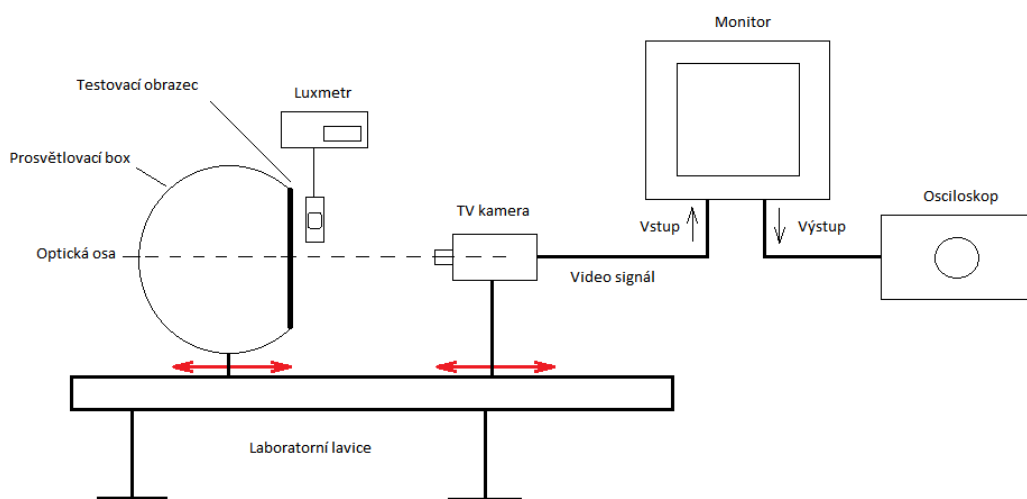 Monitor
Testovací obrazec
Luxmetr
Prosvětlovací box
TV kamera
Osciloskop
Vstup
Výstup
Optická osa
Video signál
Laboratorní lavice